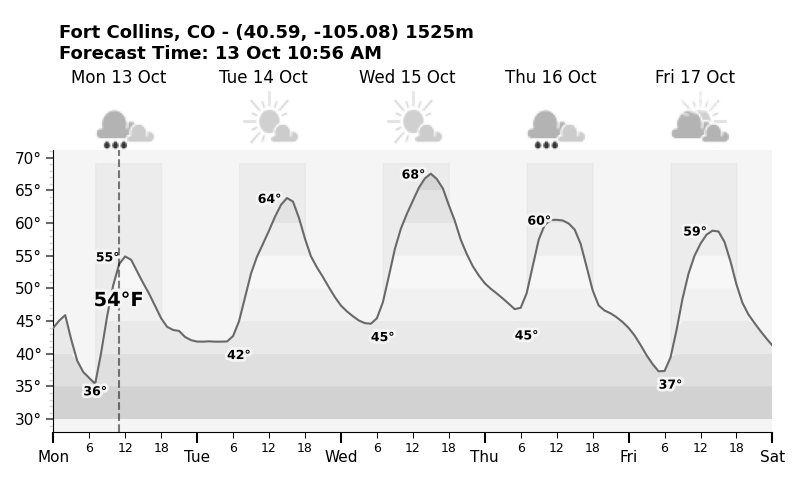 Fort Collins, CO - (40.59, -105.08) 1525m
Forecast Time: 13 Oct 10:56 AM
Mon 13 Oct Tue 14 Oct Wed 15 Oct Thu 16 Oct Fri 17 Oct
70°
68°
65°
64°
60° 60°
59°
55° 55°
54°F
50°
45° 45° 45°
42°
40°
37°
36°
35°
30°
6 12 18 6 12 18 6 12 18 6 12 18 6 12 18
Mon Tue Wed Thu Fri Sat